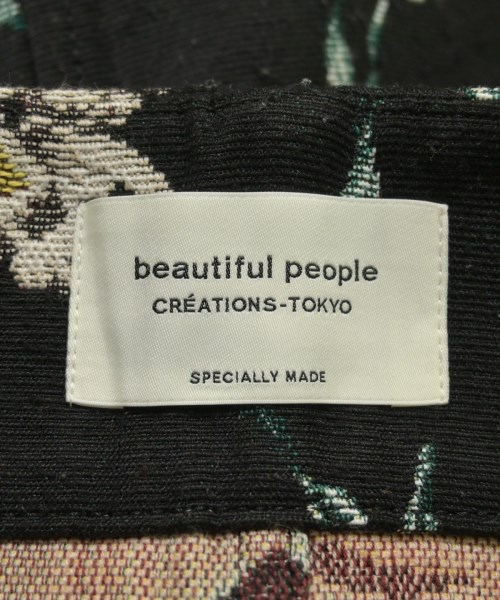 beautiful people
CRÉATIONS-TOKYO
SPECIALLY MADE